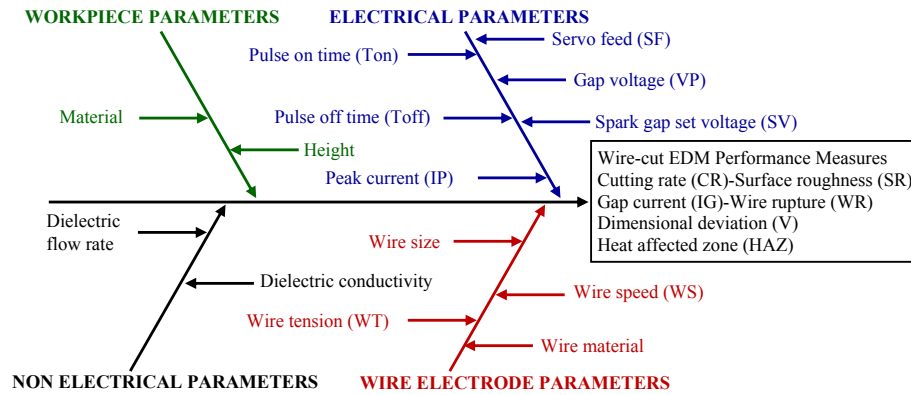 WORKPIECE PARAMETERS
ELECTRICAL PARAMETERS
Servo feed (SF)
Pulse on time (Ton)
Gap voltage (VP)
Material
Pulse off time (Toff)
Spark gap set voltage (SV)
Height
Peak current (IP)
Wire-cut EDM Performance Measures
Cutting rate (CR)-Surface roughness (SR)
Gap current (IG)-Wire rupture (WR)
Dimensional deviation (V)
Heat affected zone (HAZ)
Dielectric
flow rate
Wire size
Dielectric conductivity
Wire speed (WS)
Wire tension (WT)
Wire material
NON ELECTRICAL PARAMETERS
WIRE ELECTRODE PARAMETERS